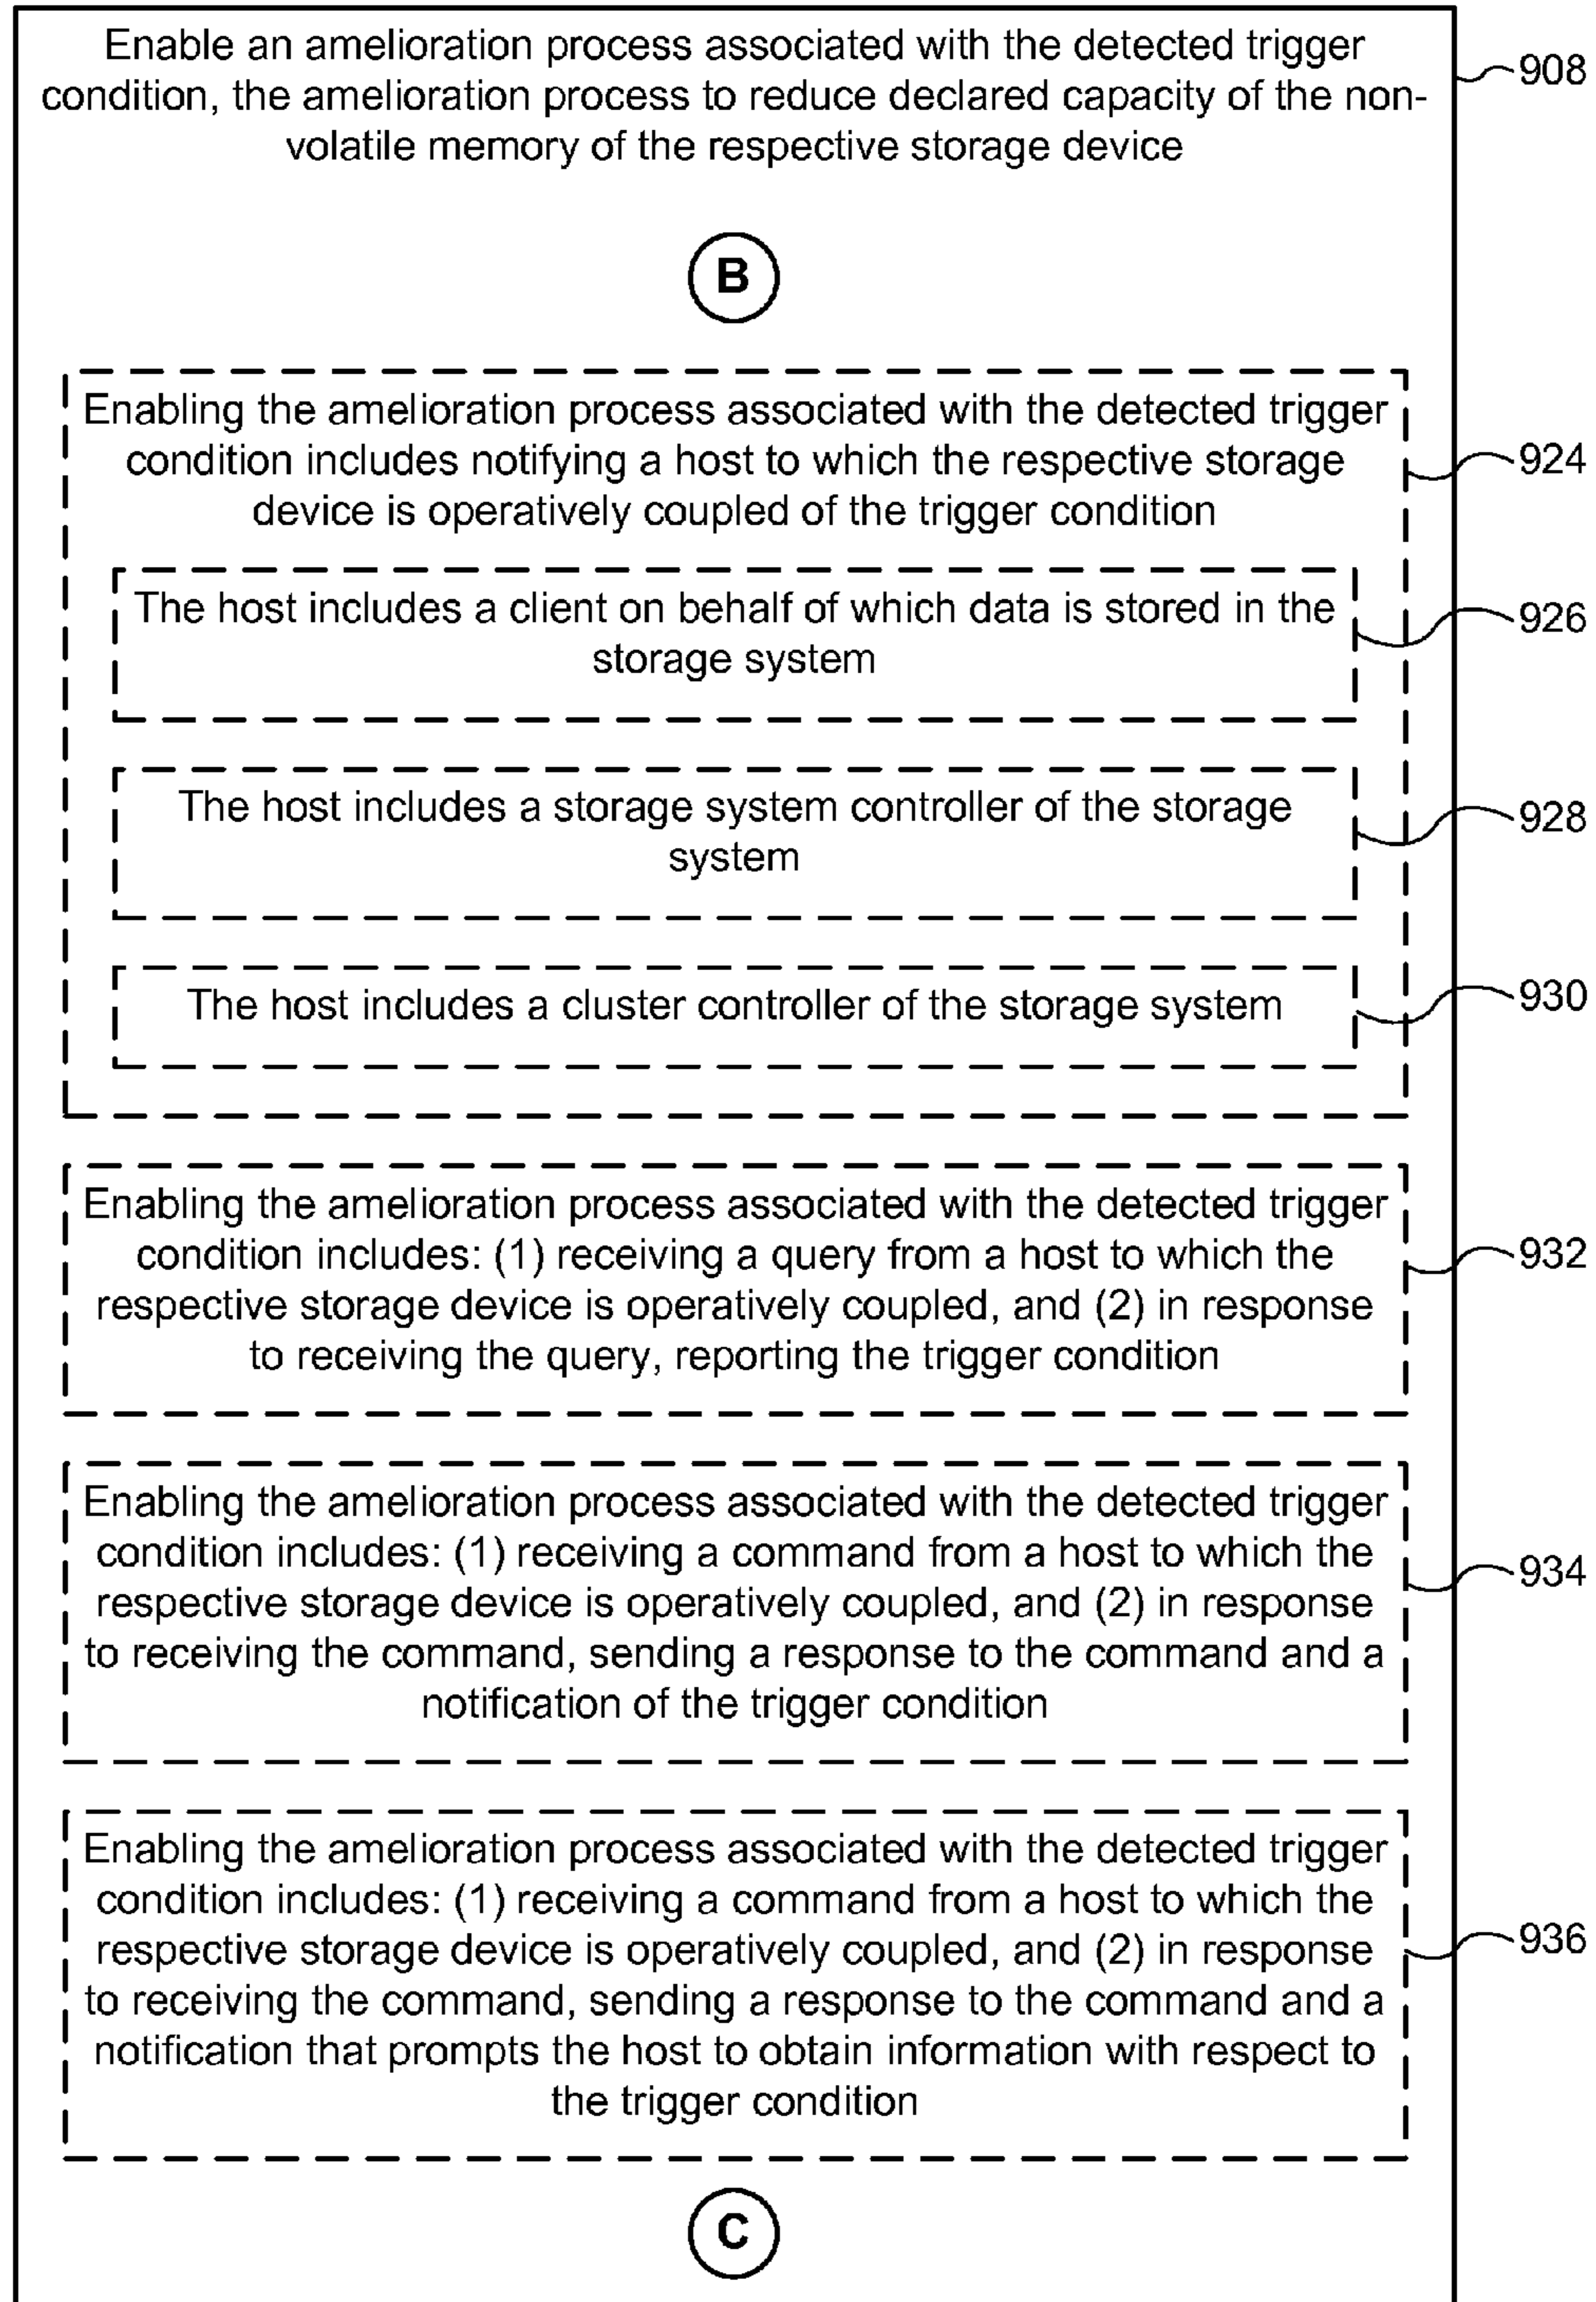 Enable an amelioration process associated with the detected trigger
condition, the amelioration process to reduce declared capacity of the non-
volatile memory of the respective storage device
908
B
Enabling the amelioration process associated with the detected trigger
condition includes notifying a host to which the respective storage
device is operatively coupled of the trigger condition
924
The host includes a client on behalf of which data is stored in the
storage system
926
The host includes a storage system controller of the storage
system
928
The host includes a cluster controller of the storage system
930
Enabling the amelioration process associated with the detected trigger
condition includes: (1) receiving a query from a host to which the
respective storage device is operatively coupled, and (2) in response
to receiving the query, reporting the trigger condition
932
Enabling the amelioration process associated with the detected trigger
condition includes: (1) receiving a command from a host to which the
respective storage device is operatively coupled, and (2) in response
to receiving the command, sending a response to the command and a
notification of the trigger condition
934
Enabling the amelioration process associated with the detected trigger
condition includes: (1) receiving a command from a host to which the
respective storage device is operatively coupled, and (2) in response
to receiving the command, sending a response to the command and a
notification that prompts the host to obtain information with respect to
the trigger condition
936
C